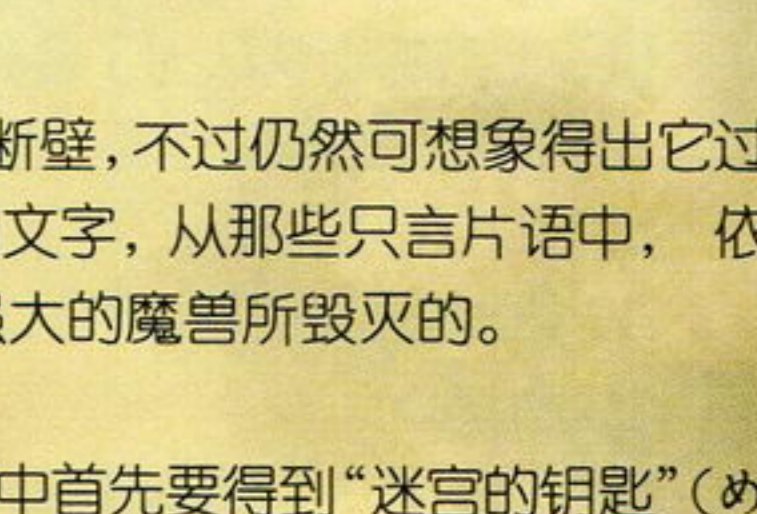 断壁，不过仍然可想象得出它过
文字，从那些只言片语中， 依
强大的魔兽所毁灭的。
中首先要得到“迷宫的钥匙”（め